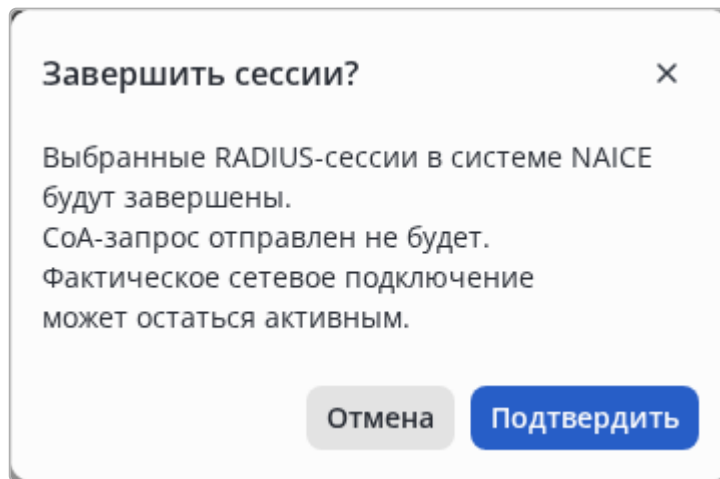 Завершить сессии?
Выбранные RADIUS-сессии в системе NAICE
будут завершены.
CoA-запрос отправлен не будет.
Фактическое сетевое подключение
может остаться активным.
Отмена
Подтвердить